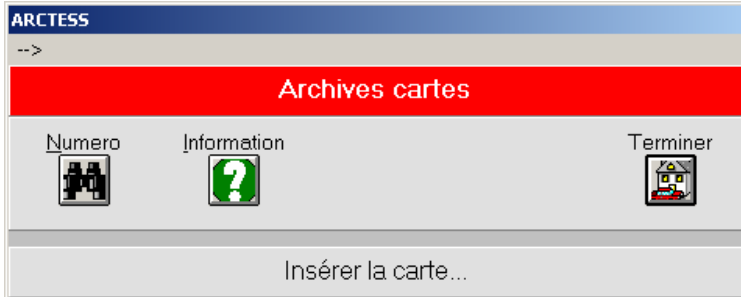 ARCTESS
-->
Archives cartes
Numero Information Terminer
Insérer la carte...